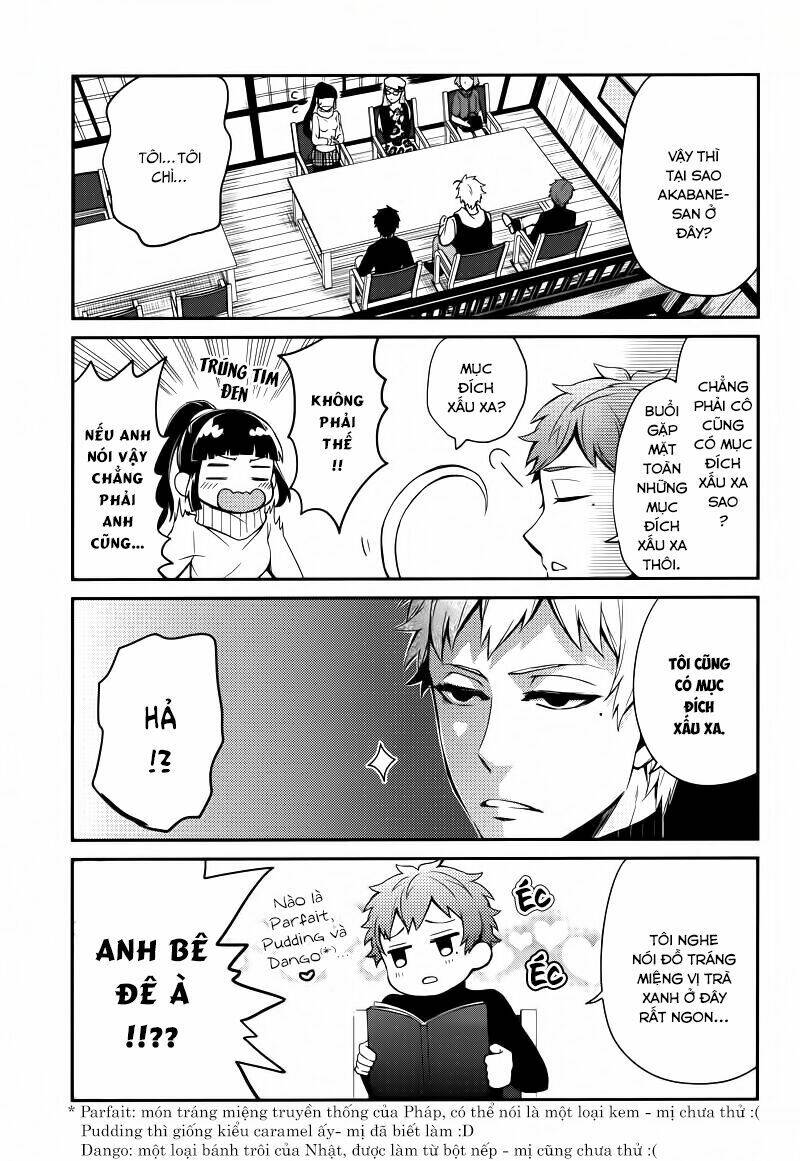 VẬY THÌ
TẠI SAO
AKABANE-
SAN Ở
ĐÂY?
TÔI...TÔI
CHỈ...
CHẲNG
PHẢI CÔ
CŨNG
CÓ MỤC
ĐÍCH
XẤU XA
SAO
?
BUỔI
GẶP
MẶT
TOÀN
NHỮNG
MỤC
ĐÍCH
XẤU XA
THÔI.
MỤC
ĐÍCH
XẤU XA?
KHÔNG
PHẢI
THẾ
!!
TRÚNG TIM
ĐEN
NẾU ANH
NÓI VẬY
CHẲNG
PHẢI
ANH
CŨNG...
TÔI CŨNG
CÓ MỤC
ĐÍCH
XẤU XA.
HẢ
!?
TÔI NGHE
NÓI ĐỒ TRÁNG
MIỆNG VỊ TRÀ
XANH Ở ĐÂY
RẤT NGON...
ÉC
ÉC
Nào là
Parfait,
Pudding và
Dango(*)...
ANH BÊ
ĐÊ À
!!??
* Parfait: món tráng miệng truyền thống của Pháp, có thể nói là một loại kem - mị chưa thử :(
Pudding thì giống kiểu caramel ấy- mị đã biết làm :D
Dango: một loại bánh trôi của Nhật, được làm từ bột nếp - mị cũng chưa thử :(